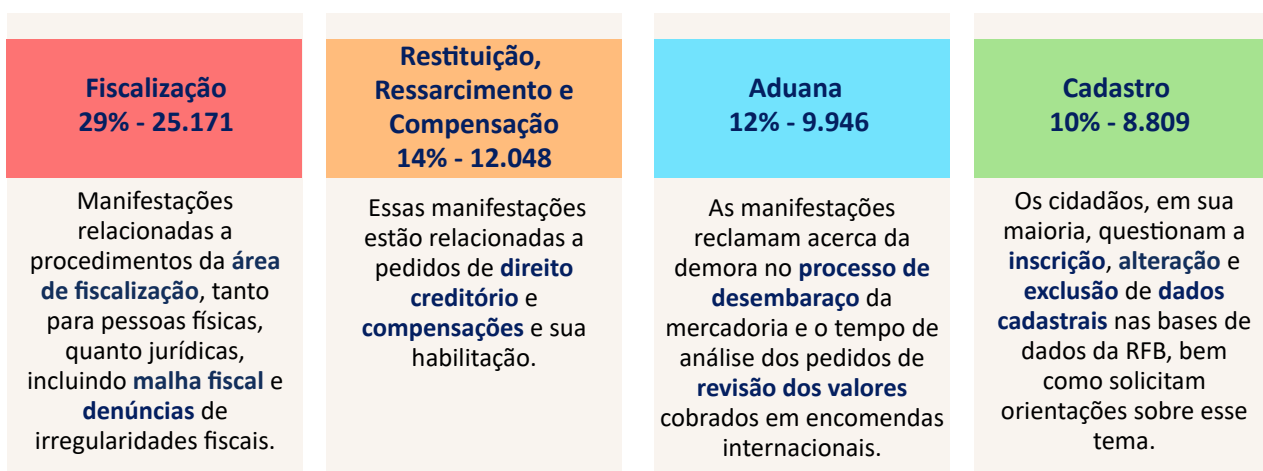 Fiscalização
29% - 25.171
Manifestações
relacionadas a
procedimentos da área
de fiscalização, tanto
para pessoas físicas,
quanto jurídicas,
incluindo malha fiscal e
denúncias de
irregularidades fiscais.
Restituição,
Ressarcimento e
Compensação
14% - 12.048
Essas manifestações
estão relacionadas a
pedidos de direito
creditório e
compensações e sua
habilitação.
Aduana
12% - 9.946
As manifestações
reclamam acerca da
demora no processo de
desembaraço da
mercadoria e o tempo de
análise dos pedidos de
revisão dos valores
cobrados em encomendas
internacionais.
Cadastro
10% - 8.809
Os cidadãos, em sua
maioria, questionam a
inscrição, alteração e
exclusão de dados
cadastrais nas bases de
dados da RFB, bem
como solicitam
orientações sobre esse
tema.